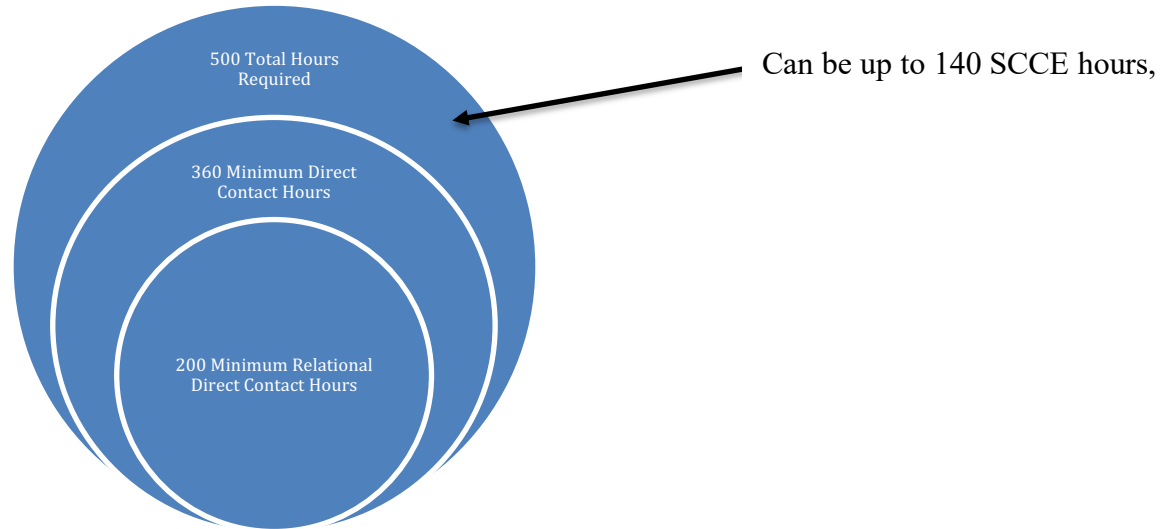 500 Total Hours
Required
Can be up to 140 SCCE hours,
360 Minimum Direct
Contact Hours
200 Minimum Relational
Direct Contact Hours